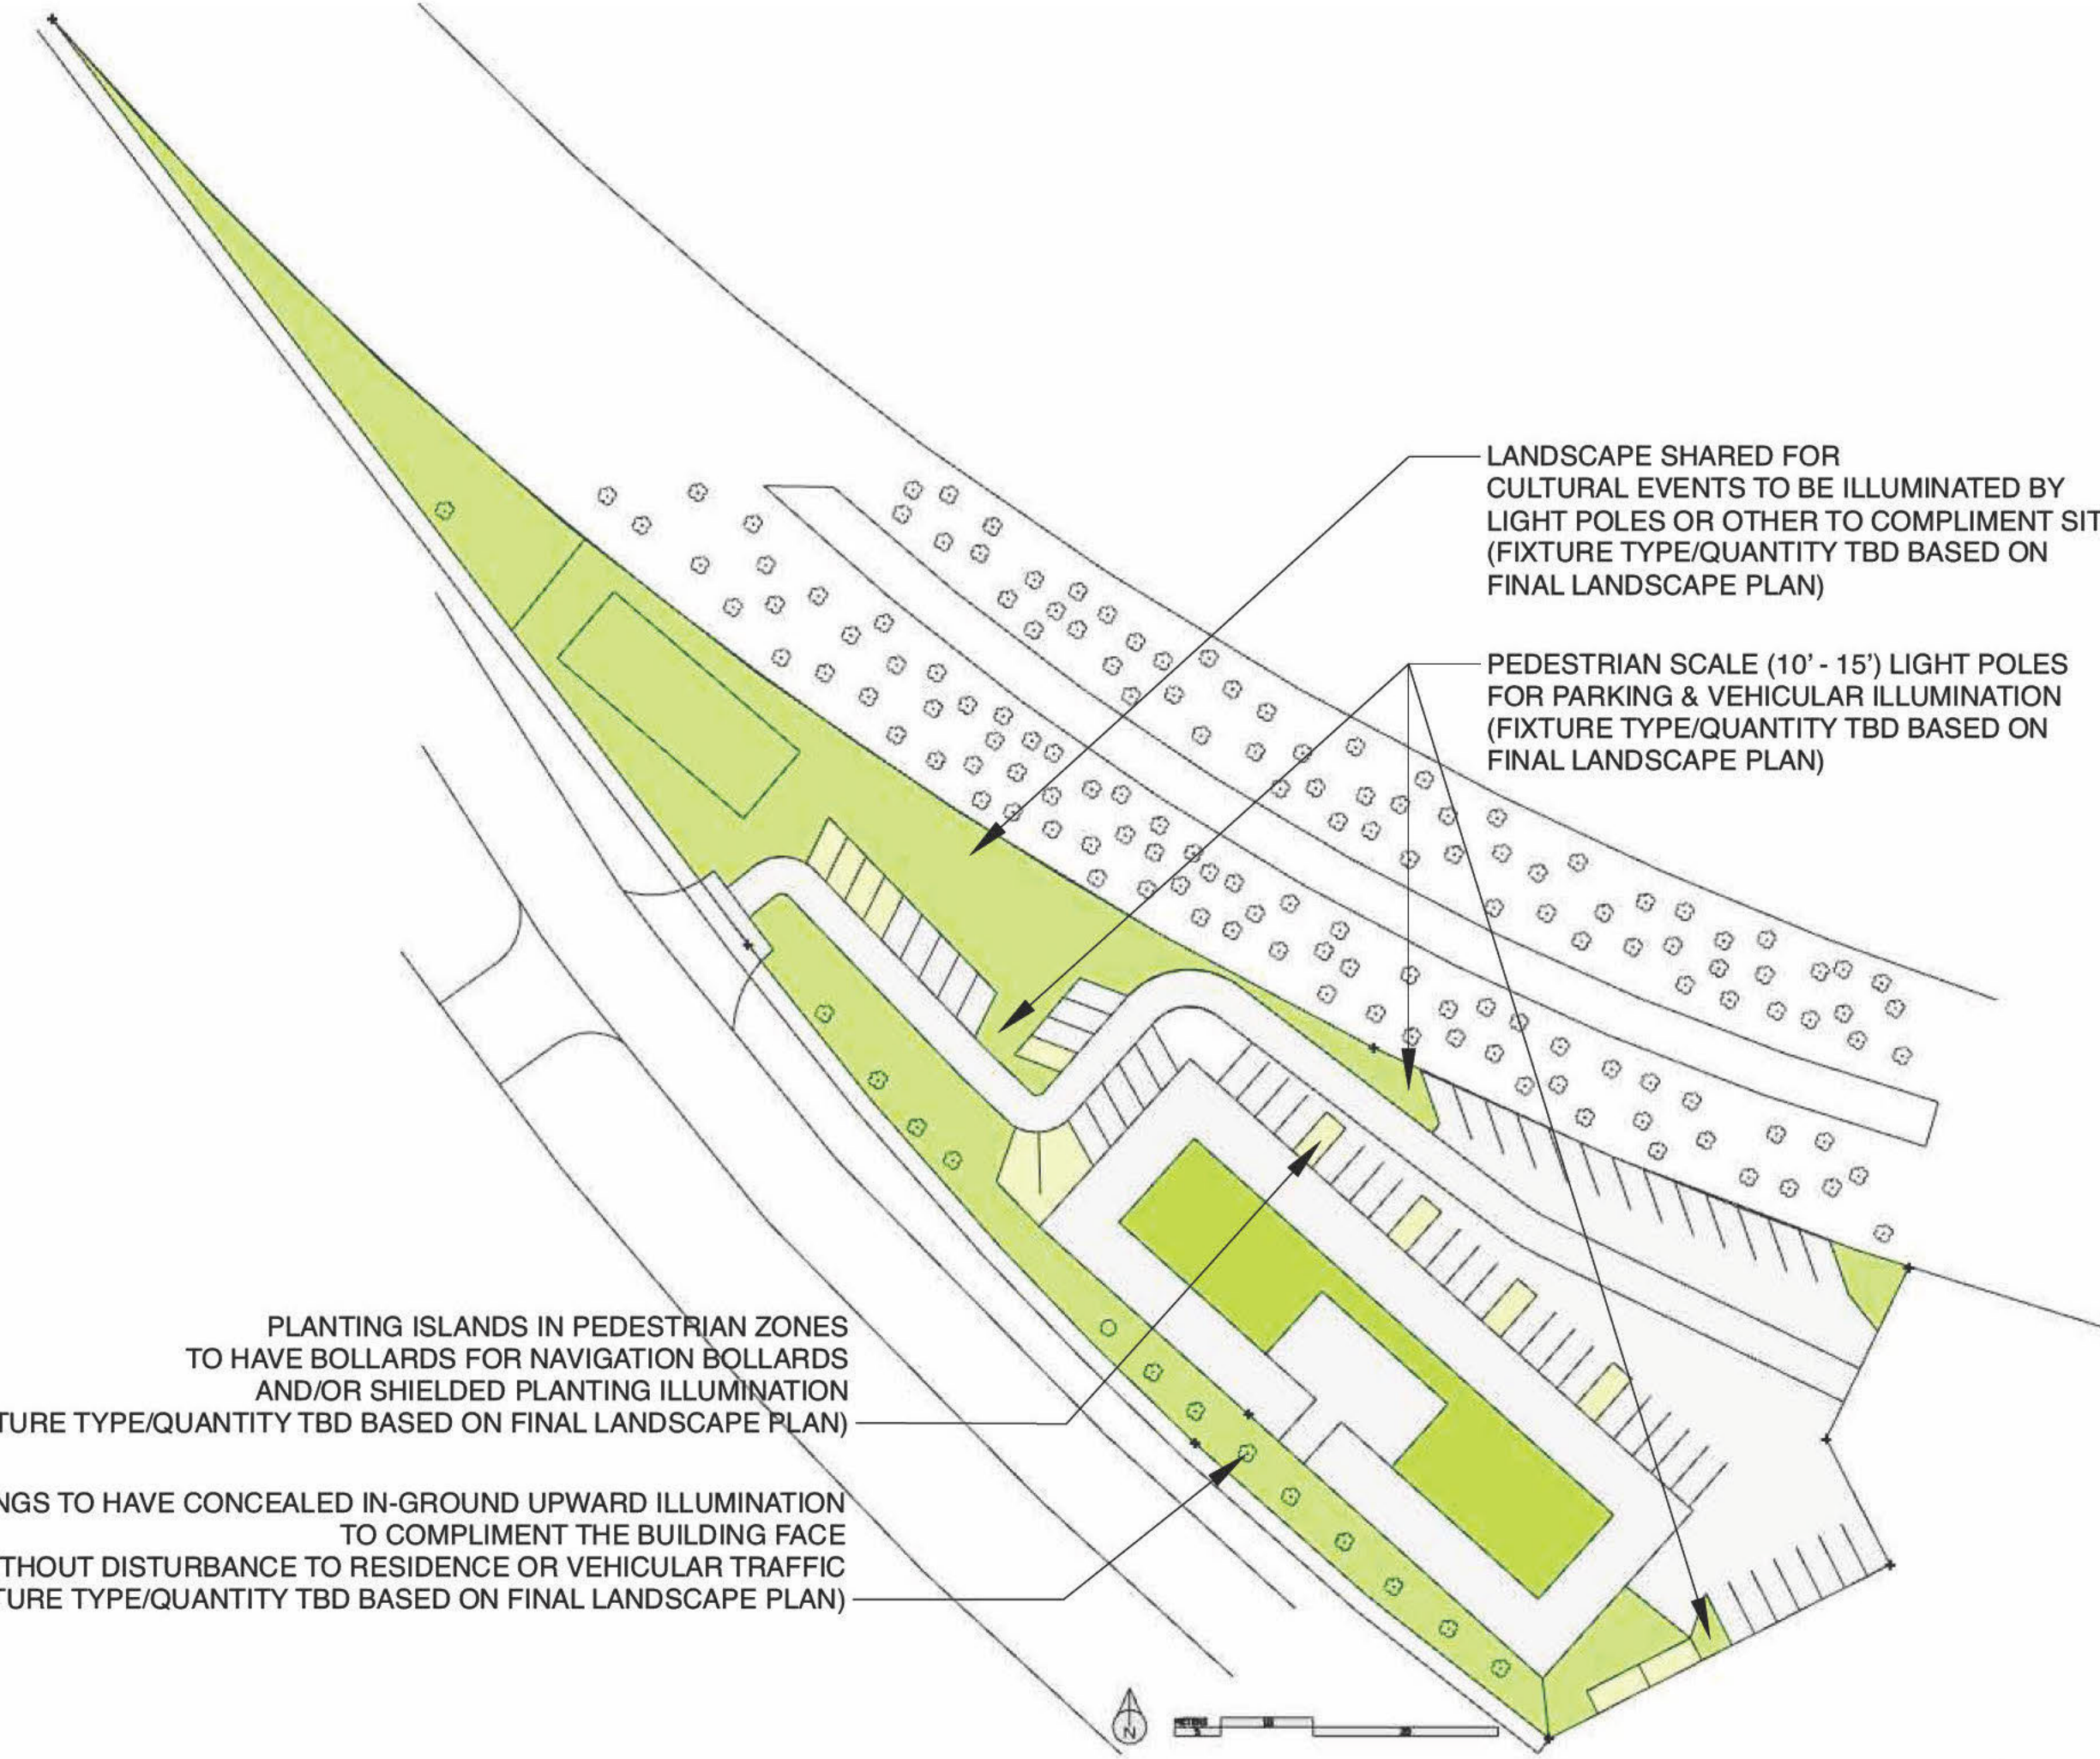 LANDSCAPE SHARED FOR
CULTURAL EVENTS TO BE ILLUMINATED BY
LIGHT POLES OR OTHER TO COMPLIMENT SIT
(FIXTURE TYPE/QUANTITY TBD BASED ON
FINAL LANDSCAPE PLAN)
PEDESTRIAN SCALE (10' - 15') LIGHT POLES
FOR PARKING & VEHICULAR ILLUMINATION
(FIXTURE TYPE/QUANTITY TBD BASED ON
FINAL LANDSCAPE PLAN)
PLANTING ISLANDS IN PEDESTRIAN ZONES
TO HAVE BOLLARDS FOR NAVIGATION BOLLARDS
AND/OR SHIELDED PLANTING ILLUMINATION
TURE TYPE/QUANTITY TBD BASED ON FINAL LANDSCAPE PLAN)
NGS TO HAVE CONCEALED IN-GROUND UPWARD ILLUMINATION
TO COMPLIMENT THE BUILDING FACE
THOUT DISTURBANCE TO RESIDENCE OR VEHICULAR TRAFFIC
TURE TYPE/QUANTITY TBD BASED ON FINAL LANDSCAPE PLAN)
N
METERS
5 10 20